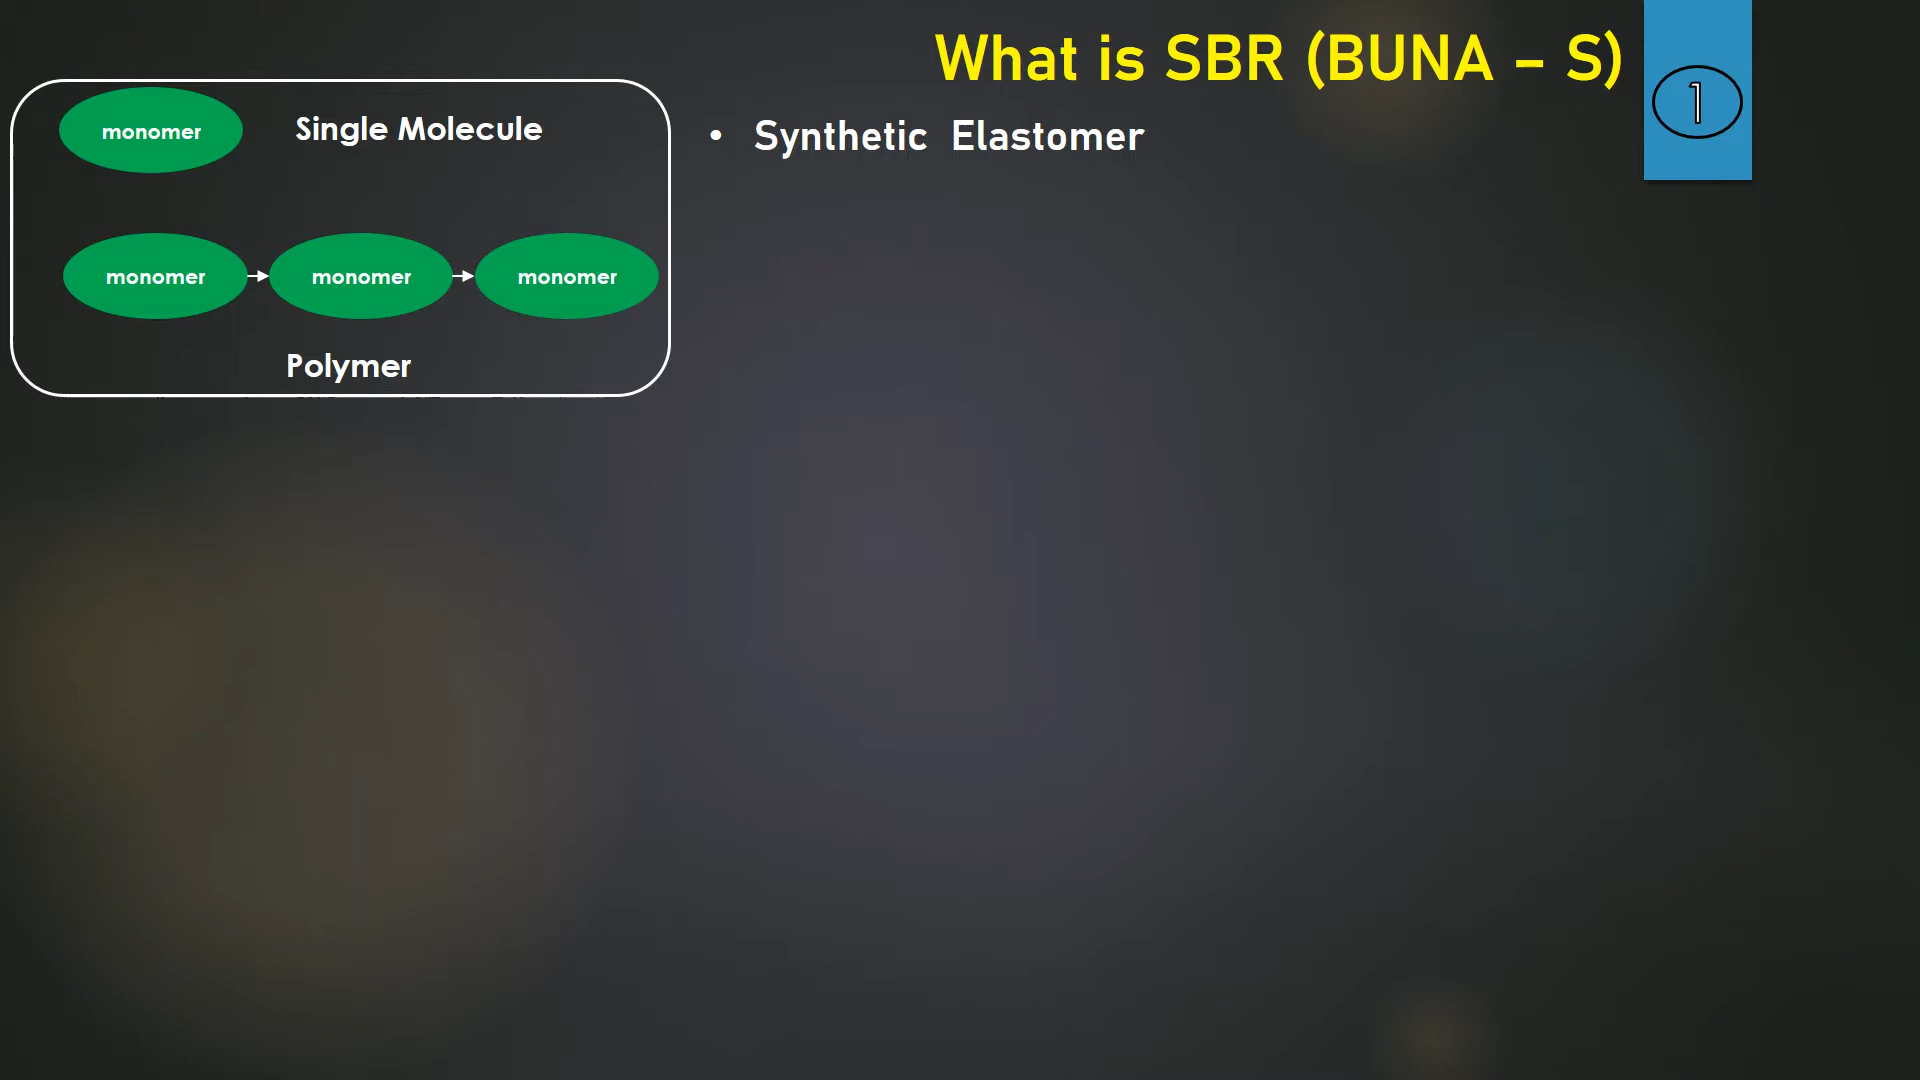 What is SBR (BUNA – S)
1
monomer
Single Molecule
• Synthetic Elastomer
monomer monomer monomer
Polymer